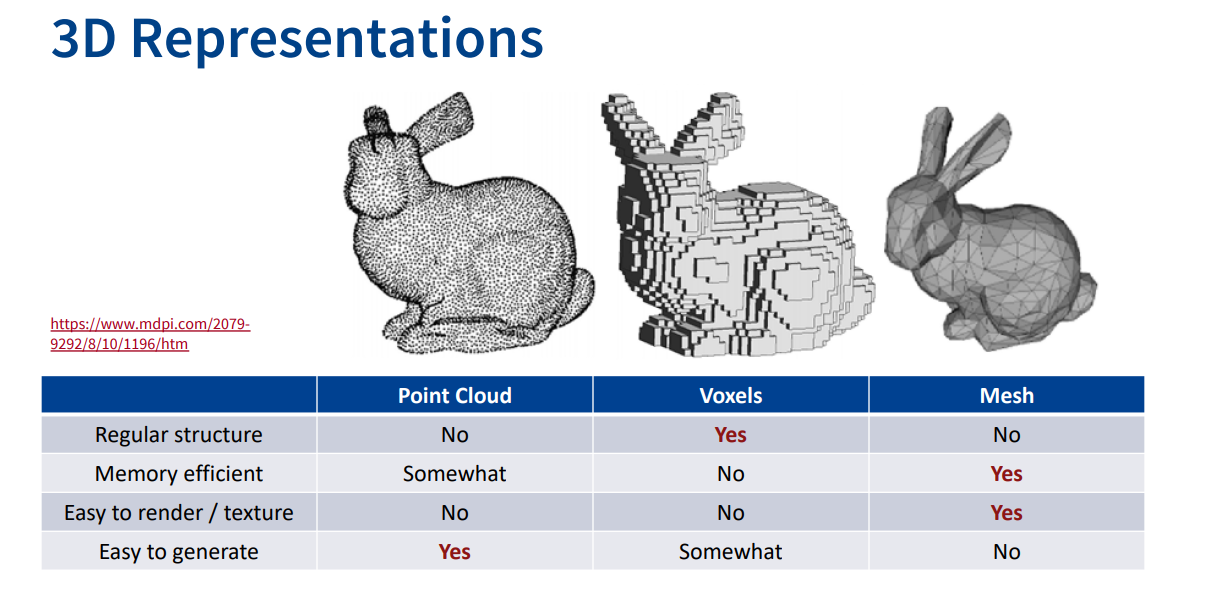 3D Representations
https://www.mdpi.com/2079-
9292/8/10/1196/htm
Point Cloud Voxels Mesh
Regular structure No Yes No
Memory efficient Somewhat No Yes
Easy to render / texture No No Yes
Easy to generate Yes Somewhat No